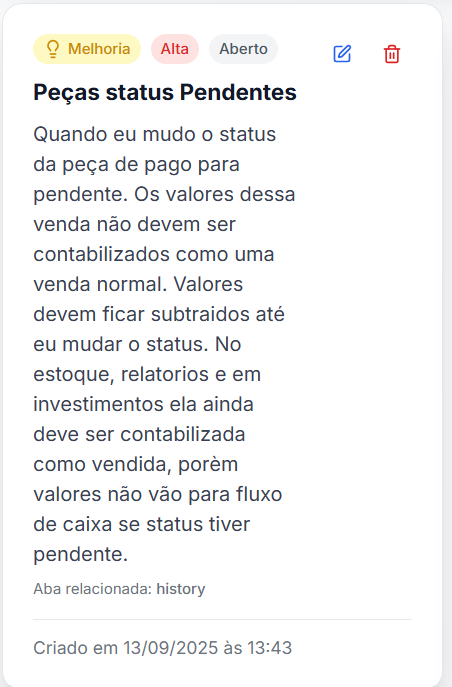 Melhoria Alta Aberto
Peças status Pendentes
Quando eu mudo o status
da peça de pago para
pendente. Os valores dessa
venda não devem ser
contabilizados como uma
venda normal. Valores
devem ficar subtraidos até
eu mudar o status. No
estoque, relatorios e em
investimentos ela ainda
deve ser contabilizada
como vendida, porèm
valores não vão para fluxo
de caixa se status tiver
pendente.
Aba relacionada: history
Criado em 13/09/2025 às 13:43